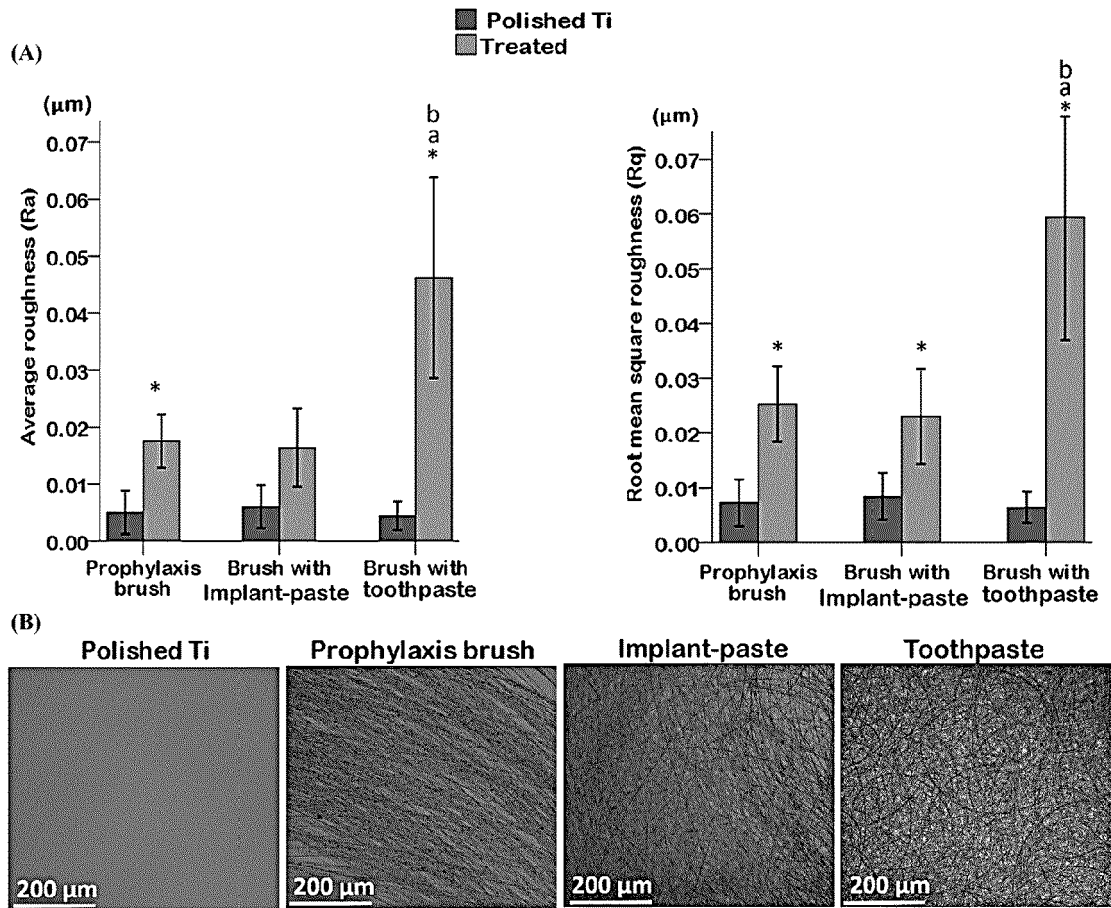 Polished Ti
Treated
(A)
(μm)
Average roughness (Ra)
0.07
0.06
0.05
0.04
0.03
0.02
0.01
0.00
*
b
a
*
Prophylaxis
brush
Brush with
Implant-paste
Brush with
toothpaste
(μm)
Root mean square roughness (Rq)
0.07
0.06
0.05
0.04
0.03
0.02
0.01
0.00
*
*
b
a
*
Prophylaxis
brush
Brush with
Implant-paste
Brush with
toothpaste
(B)
Polished Ti
Prophylaxis brush
Implant-paste
Toothpaste
200 μm
200 μm
200 μm
200 μm